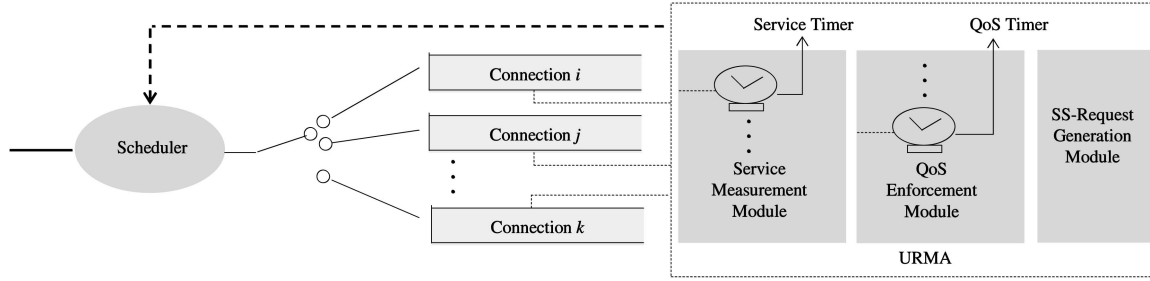 Service Timer
QoS Timer
Connection i
Scheduler
Connection j
Connection k
Service
Measurement
Module
QoS
Enforcement
Module
SS-Request
Generation
Module
URMA